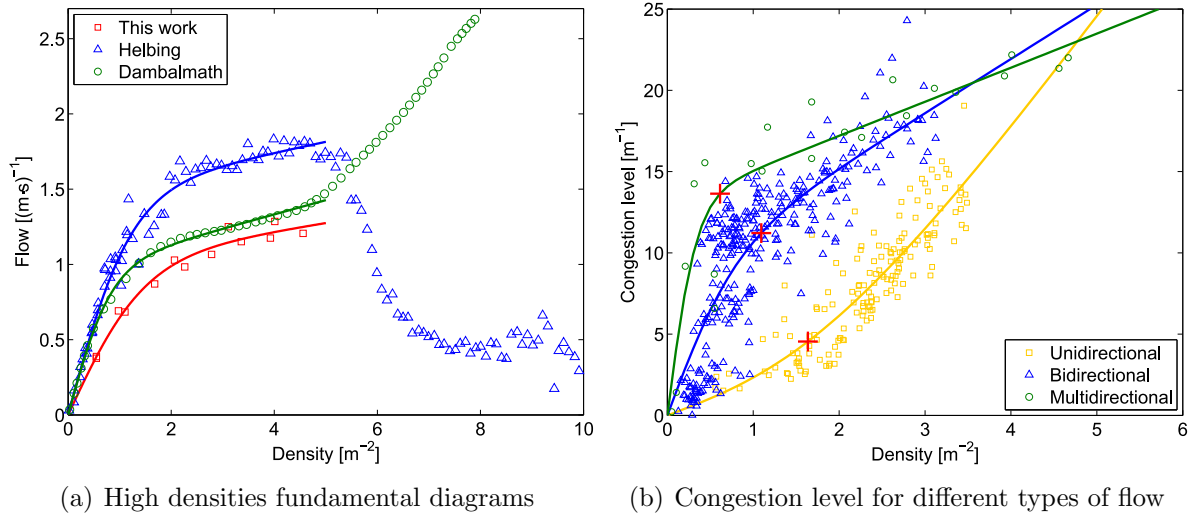 This work
Helbing
Dambalmath
Flow [(m·s)⁻¹]
2.5
2
1.5
1
0.5
0
0 2 4 6 8 10
Density [m⁻²]
(a) High densities fundamental diagrams
Congestion level [m⁻¹]
25
20
15
10
5
0
Unidirectional
Bidirectional
Multidirectional
0 1 2 3 4 5 6
Density [m⁻²]
(b) Congestion level for different types of flow